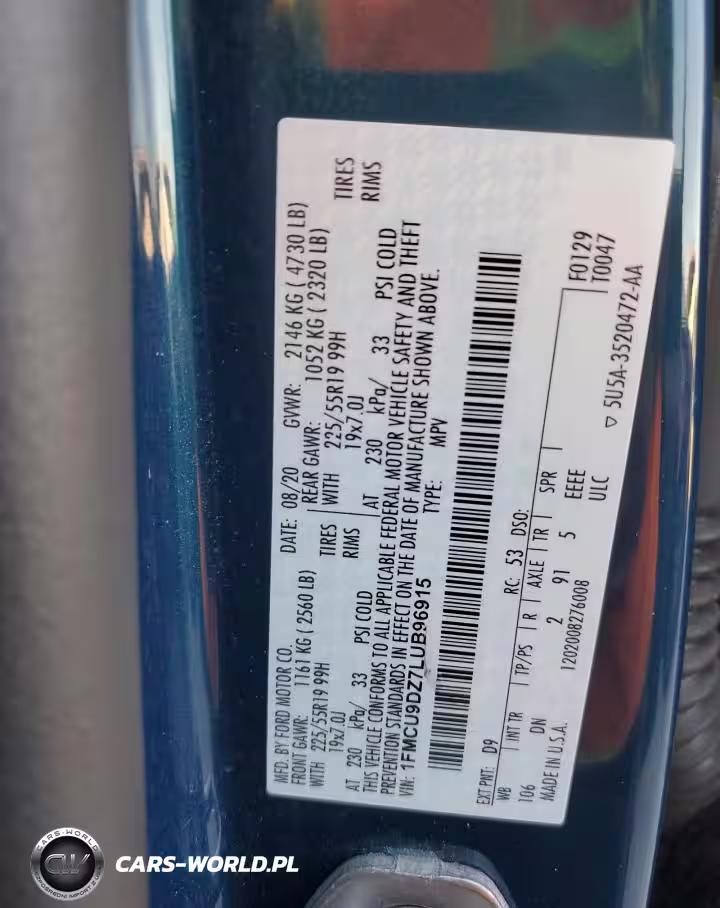 MFD. BY FORD MOTOR CO.
DATE: 08/20 GVWR: 2146 KG ( 4730 LB)
FRONT GAWR: 1161 KG ( 2560 LB)
REAR GAWR: 1052 KG ( 2320 LB)
WITH 225/55R19 99H TIRES
WITH 225/55R19 99H TIRES
19x7.0J RIMS
19x7.0J RIMS
AT 230 kPa/ 33 PSI COLD
AT 230 kPa/ 33 PSI COLD
THIS VEHICLE CONFORMS TO ALL APPLICABLE FEDERAL MOTOR VEHICLE SAFETY AND THEFT
PREVENTION STANDARDS IN EFFECT ON THE DATE OF MANUFACTURE SHOWN ABOVE.
VIN: 1FMCU9DZ7LUB96915 TYPE: MPV
EXT PNT: D9 RC: 53 DSO:
WB INT TR TP/PS R AXLE TR SPR F0129
106 DN 2 91 5 EEEE T0047
MADE IN U.S.A. 1202008276008 ULC
▽ 5U5A-3520472-AA
CARS-WORLD
CW
CARS-WORLD.PL